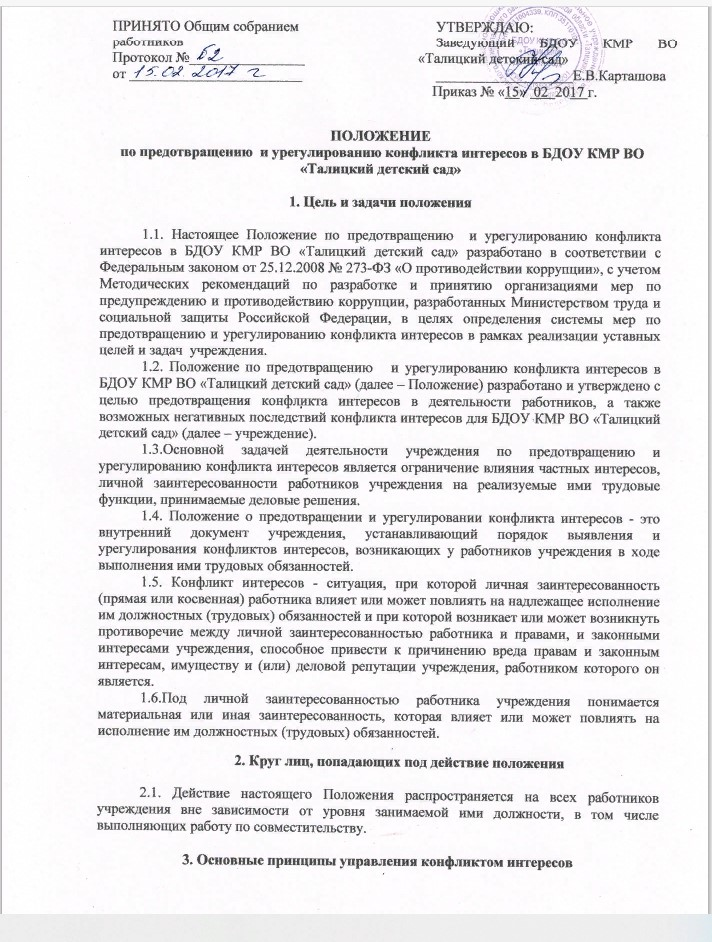 ПРИНЯТО Общим собранием
работников
Протокол №
от 15.02.2017 г
УТВЕРЖДАЮ:
Заведующий БДОУ КМР ВО
«Талицкий детский сад»
Е.В.Карташова
Приказ № «15» 02 2017 г.
ПОЛОЖЕНИЕ
по предотвращению и урегулированию конфликта интересов в БДОУ КМР ВО
«Талицкий детский сад»
1. Цель и задачи положения
1.1. Настоящее Положение по предотвращению и урегулированию конфликта
интересов в БДОУ КМР ВО «Талицкий детский сад» разработано в соответствии с
Федеральным законом от 25.12.2008 № 273-ФЗ «О противодействии коррупции», с учетом
Методических рекомендаций по разработке и принятию организациями мер по
предупреждению и противодействию коррупции, разработанных Министерством труда и
социальной защиты Российской Федерации, в целях определения системы мер по
предотвращению и урегулированию конфликта интересов в рамках реализации уставных
целей и задач учреждения.
1.2. Положение по предотвращению и урегулированию конфликта интересов в
БДОУ КМР ВО «Талицкий детский сад» (далее – Положение) разработано и утверждено с
целью предотвращения конфликта интересов в деятельности работников, а также
возможных негативных последствий конфликта интересов для БДОУ КМР ВО «Талицкий
детский сад» (далее – учреждение).
1.3.Основной задачей деятельности учреждения по предотвращению и
урегулированию конфликта интересов является ограничение влияния частных интересов,
личной заинтересованности работников учреждения на реализуемые ими трудовые
функции, принимаемые деловые решения.
1.4. Положение о предотвращении и урегулировании конфликта интересов - это
внутренний документ учреждения, устанавливающий порядок выявления и
урегулирования конфликтов интересов, возникающих у работников учреждения в ходе
выполнения ими трудовых обязанностей.
1.5. Конфликт интересов - ситуация, при которой личная заинтересованность
(прямая или косвенная) работника влияет или может повлиять на надлежащее исполнение
им должностных (трудовых) обязанностей и при которой возникает или может возникнуть
противоречие между личной заинтересованностью работника и правами, и законными
интересами учреждения, способное привести к причинению вреда правам и законным
интересам, имуществу и (или) деловой репутации учреждения, работником которого он
является.
1.6.Под личной заинтересованностью работника учреждения понимается
материальная или иная заинтересованность, которая влияет или может повлиять на
исполнение им должностных (трудовых) обязанностей.
2. Круг лиц, попадающих под действие положения
2.1. Действие настоящего Положения распространяется на всех работников
учреждения вне зависимости от уровня занимаемой ими должности, в том числе
выполняющих работу по совместительству.
3. Основные принципы управления конфликтом интересов